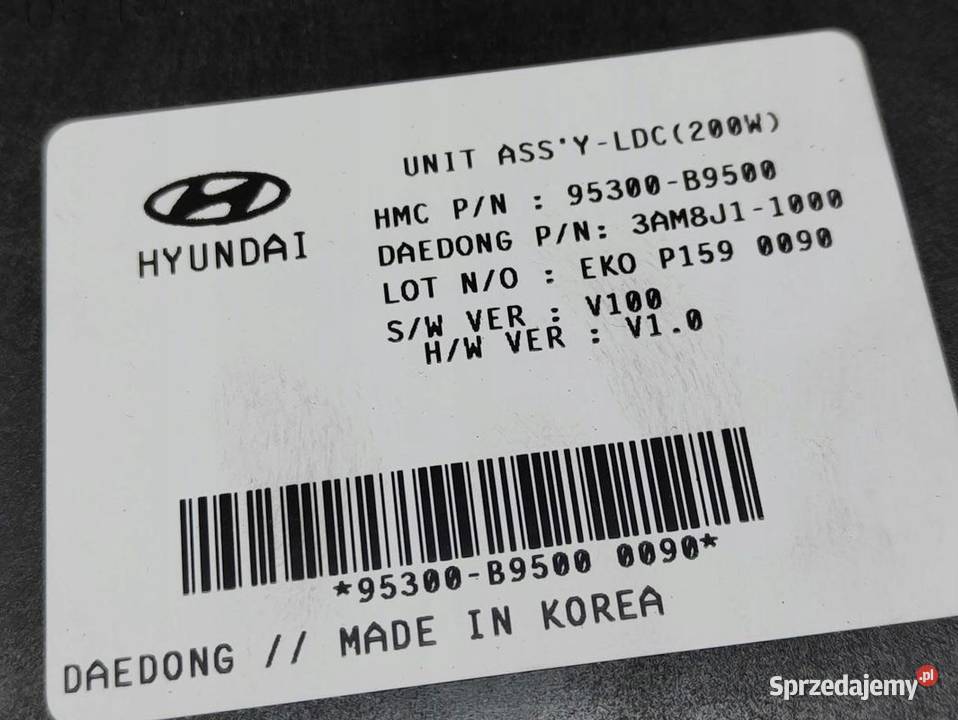 UNIT ASS'Y-LDC(200W)
HYUNDAI
HMC P/N : 95300-B9500
DAEDONG P/N: 3AM8J1-1000
LOT N/O : EKO P159 0090
S/W VER : V100
H/W VER : V1.0
*95300-B9500 0090*
DAEDONG // MADE IN KOREA
Sprzedajemy.pl